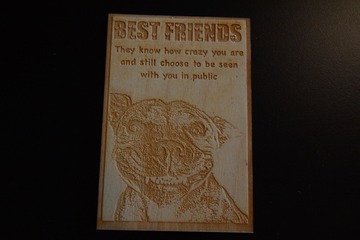 BEST FRIENDS
They know how crazy you are
and still choose to be seen
with you in public